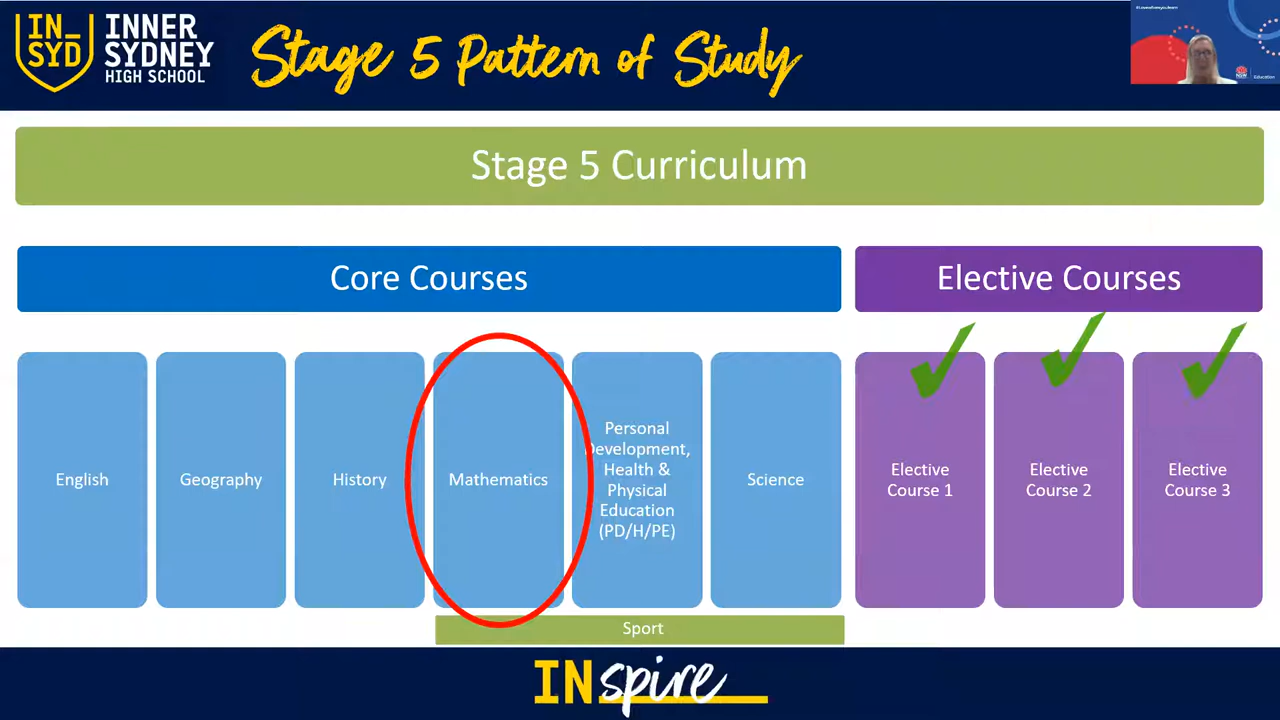 IN_
SYD
INNER
SYDNEY
HIGH SCHOOL
Stage 5 Pattern of Study
Education
Stage 5 Curriculum
Core Courses
Elective Courses
English
Geography
History
Mathematics
Personal
Development,
Health &
Physical
Education
(PD/H/PE)
Science
Elective
Course 1
Elective
Course 2
Elective
Course 3
Sport
INspire